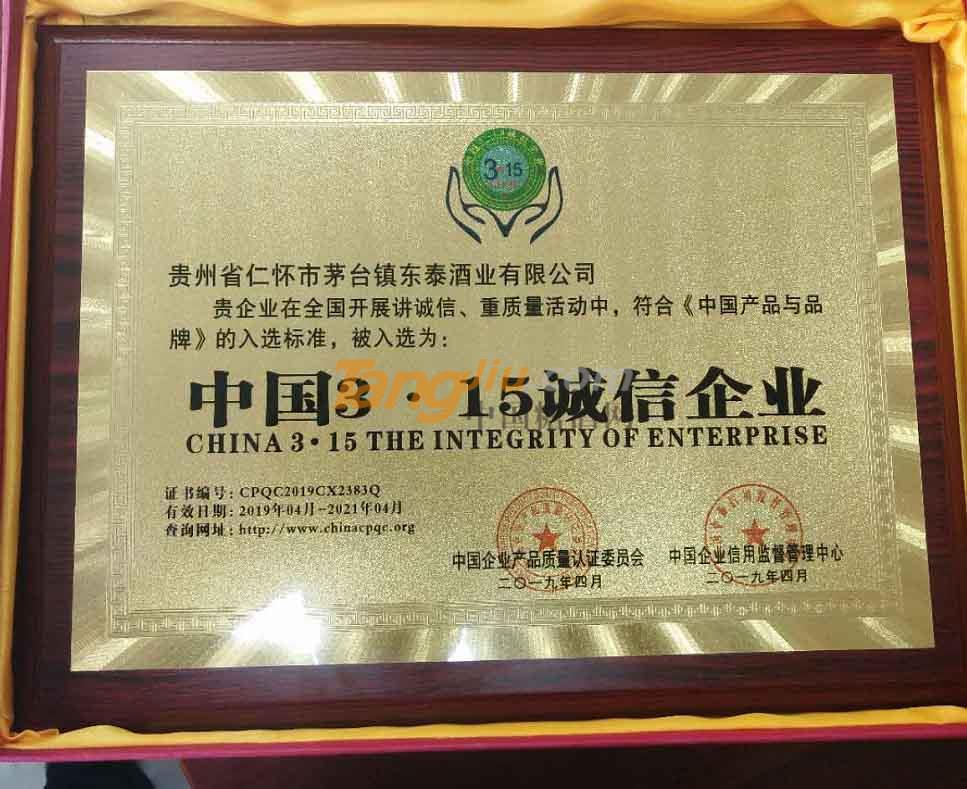 3·15
贵州省仁怀市茅台镇东泰酒业有限公司
贵企业在全国开展讲诚信、重质量活动中，符合《中国产品与品
牌》的入选标准，被入选为：
中国3·15诚信企业
CHINA 3·15 THE INTEGRITY OF ENTERPRISE
证书编号：CPQC2019CX2383Q
有效日期：2019年04月-2021年04月
查询网址：http://www.chinacpqc.org
中国企业产品质量认证委员会
二〇一九年四月
中国企业信用监督管理中心
二〇一九年四月